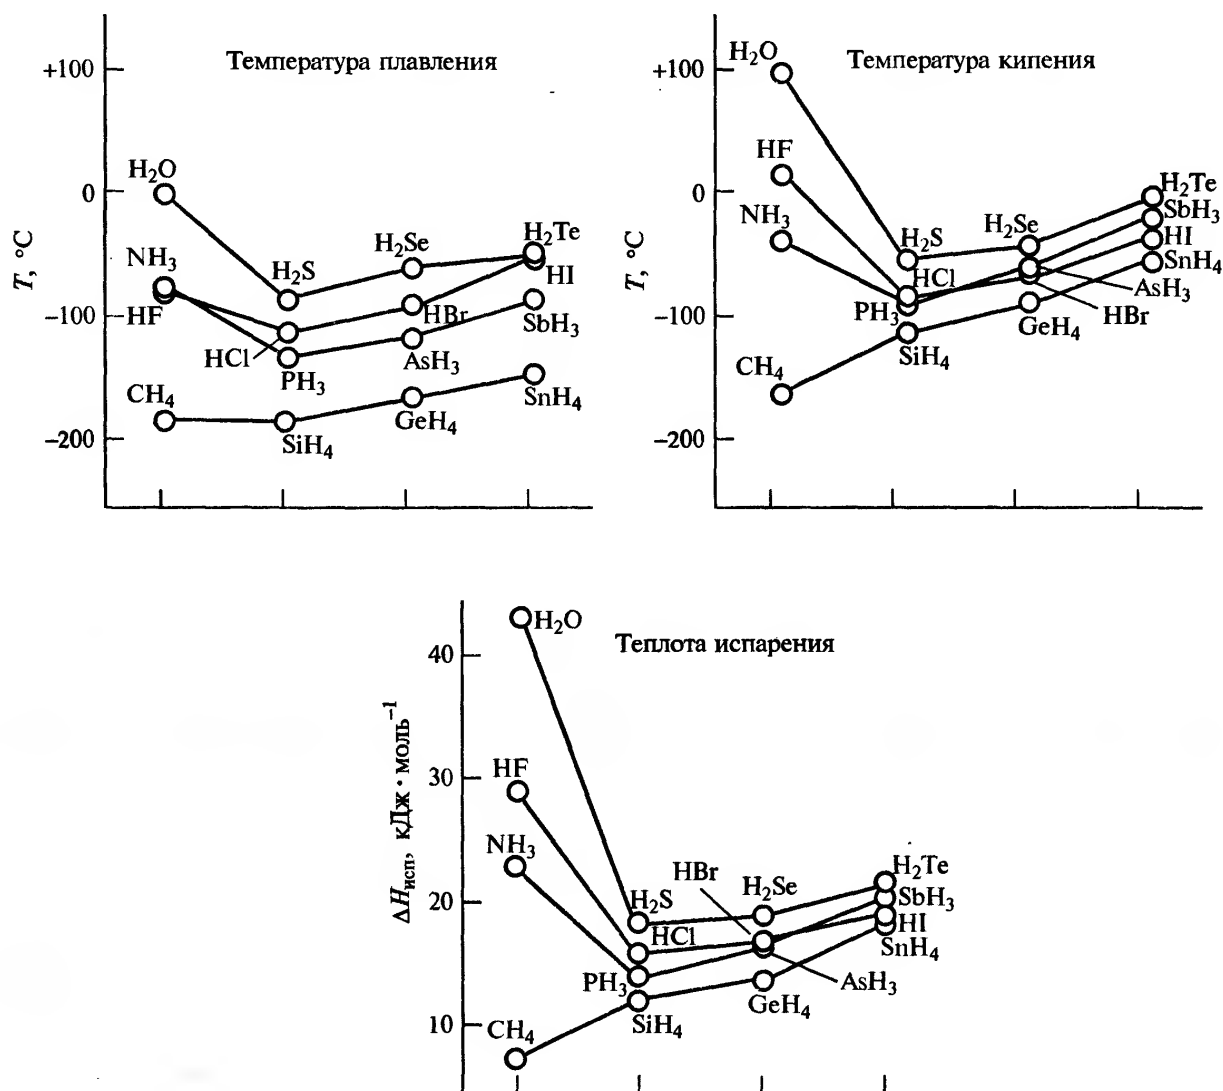 Температура плавления
T, °C
+100
0
–100
–200
H₂O
NH₃
HF
CH₄
H₂S
HCl
PH₃
SiH₄
H₂Se
HBr
AsH₃
GeH₄
H₂Te
HI
SbH₃
SnH₄
Температура кипения
T, °C
+100
0
–100
–200
H₂O
HF
NH₃
CH₄
H₂S
HCl
PH₃
SiH₄
H₂Se
GeH₄
H₂Te
SbH₃
HI
SnH₄
AsH₃
HBr
Теплота испарения
ΔHисп, кДж · моль⁻¹
40
30
20
10
H₂O
HF
NH₃
CH₄
H₂S
HCl
PH₃
SiH₄
HBr
H₂Se
GeH₄
AsH₃
H₂Te
SbH₃
HI
SnH₄